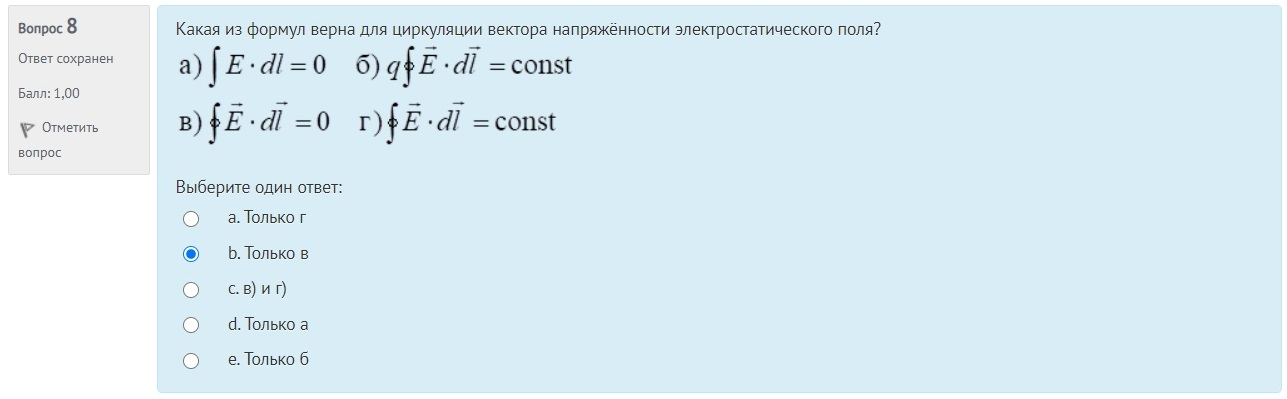 Вопрос 8
Ответ сохранен
Балл: 1,00
Отметить
вопрос
Какая из формул верна для циркуляции вектора напряжённости электростатического поля?
а) ∫ E · dl = 0 б) q∮ E⃗ · dl⃗ = const
в) ∮ E⃗ · dl⃗ = 0 г) ∮ E⃗ · dl⃗ = const
Выберите один ответ:
a. Только г
b. Только в
c. в) и г)
d. Только а
e. Только б